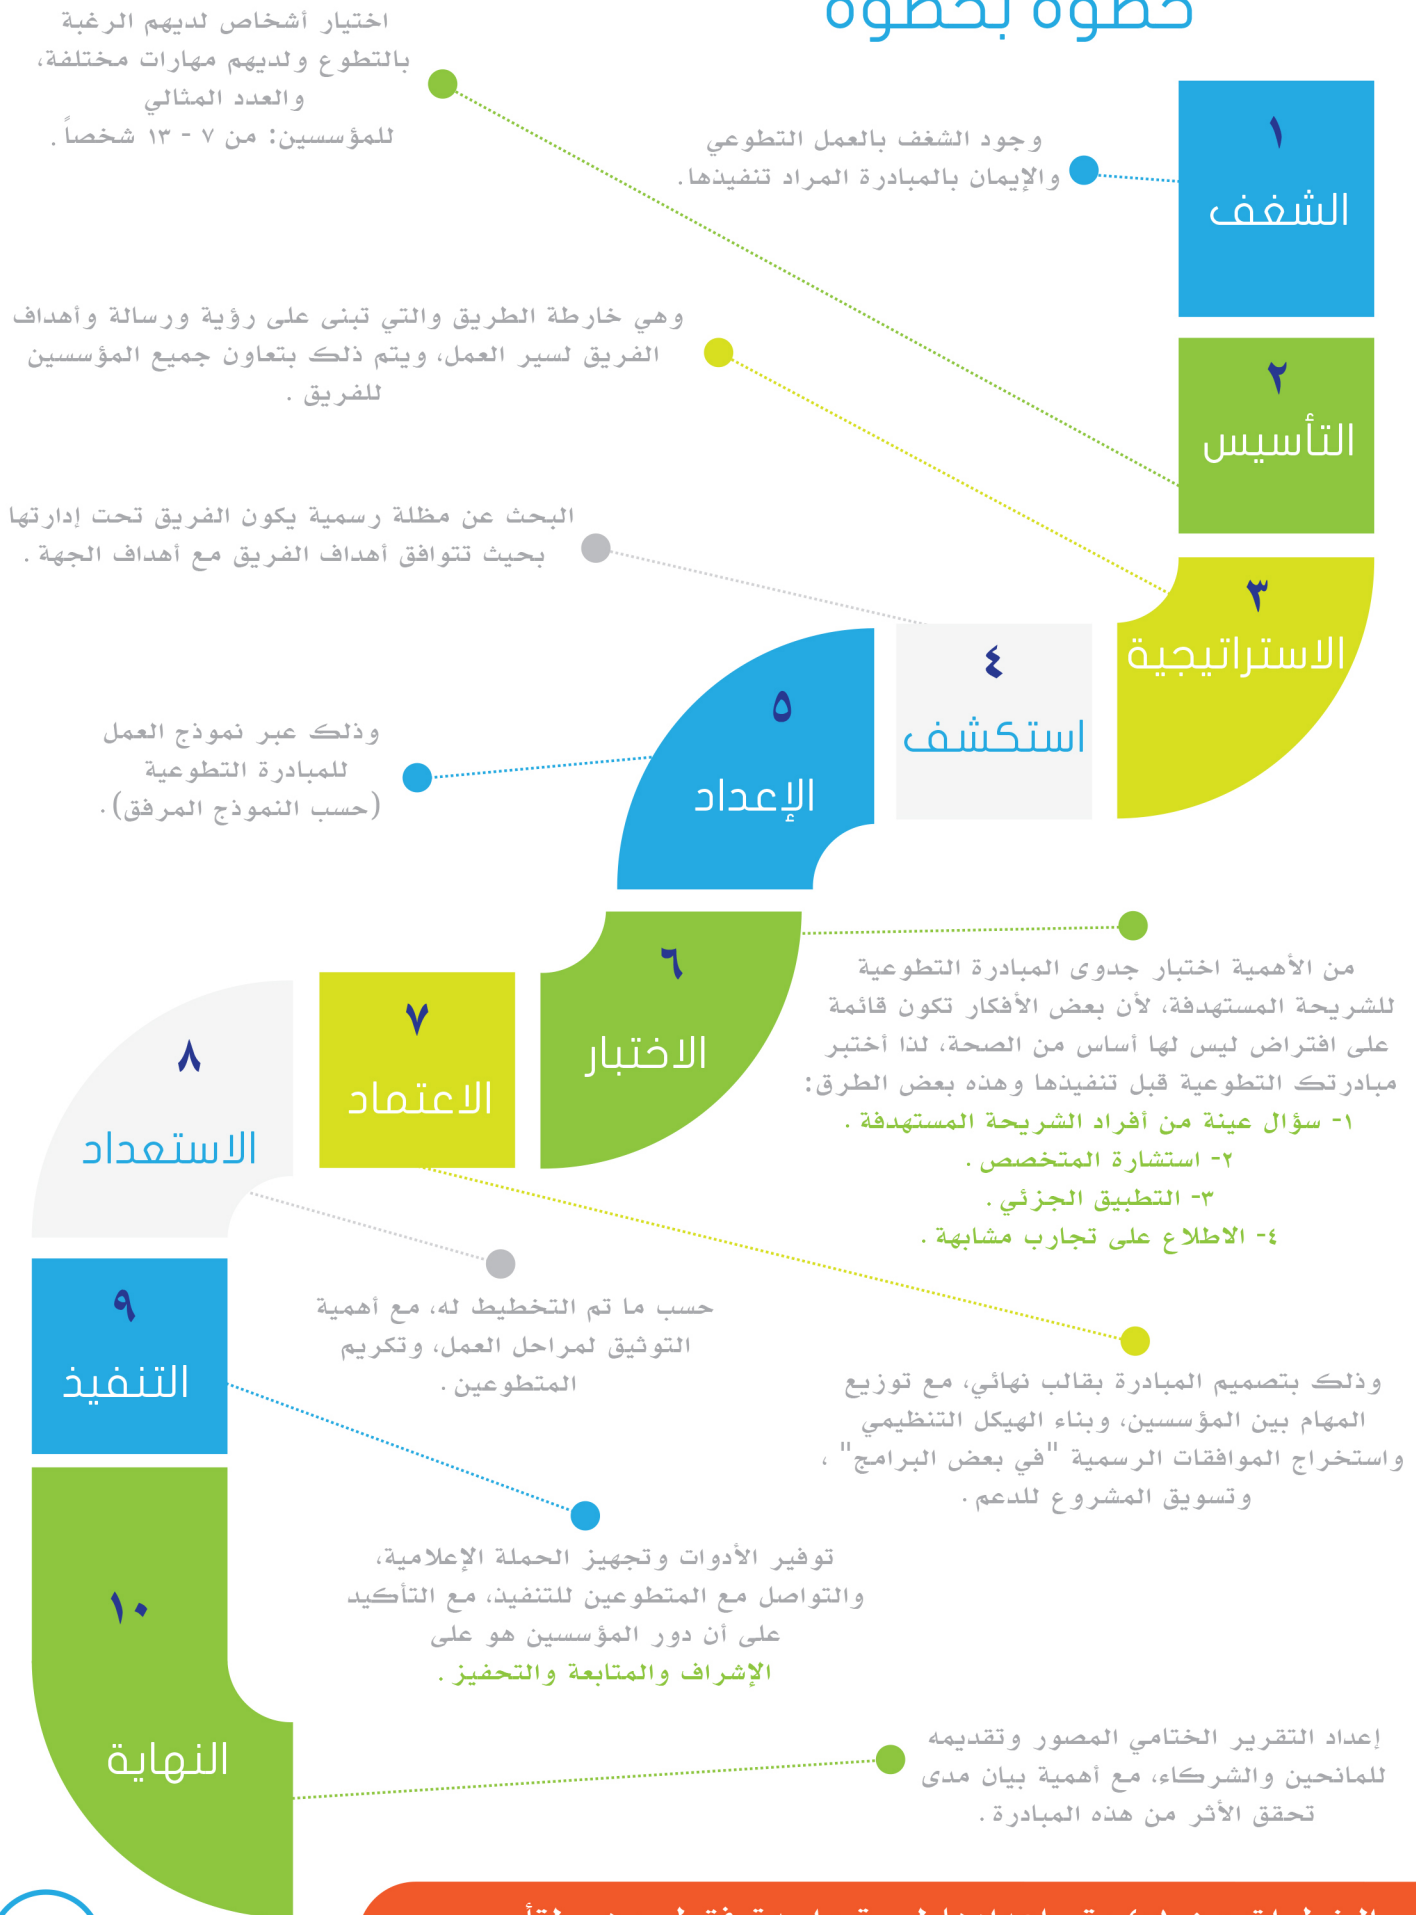 خطوة بخطوة
١
الشغف
وجود الشغف بالعمل التطوعي
والإيمان بالمبادرة المراد تنفيذها.
٢
التأسيس
اختيار أشخاص لديهم الرغبة
بالتطوع ولديهم مهارات مختلفة،
والعدد المثالي
للمؤسسين: من ٧ - ١٣ شخصاً.
٣
الاستراتيجية
وهي خارطة الطريق والتي تبنى على رؤية ورسالة وأهداف
الفريق لسير العمل، ويتم ذلك بتعاون جميع المؤسسين
للفريق .
٤
استكشف
البحث عن مظلة رسمية يكون الفريق تحت إدارتها
بحيث تتوافق أهداف الفريق مع أهداف الجهة .
٥
الإعداد
وذلك عبر نموذج العمل
للمبادرة التطوعية
(حسب النموذج المرفق).
٦
الاختبار
من الأهمية اختبار جدوى المبادرة التطوعية
للشريحة المستهدفة، لأن بعض الأفكار تكون قائمة
على افتراض ليس لها أساس من الصحة، لذا أختبر
مبادرتك التطوعية قبل تنفيذها وهذه بعض الطرق:
١- سؤال عينة من أفراد الشريحة المستهدفة .
٢- استشارة المتخصص .
٣- التطبيق الجزئي .
٤- الاطلاع على تجارب مشابهة .
٧
الاعتماد
وذلك بتصميم المبادرة بقالب نهائي، مع توزيع
المهام بين المؤسسين، وبناء الهيكل التنظيمي
واستخراج الموافقات الرسمية "في بعض البرامج" ،
وتسويق المشروع للدعم .
٨
الاستعداد
حسب ما تم التخطيط له، مع أهمية
التوثيق لمراحل العمل، وتكريم
المتطوعين .
٩
التنفيذ
توفير الأدوات وتجهيز الحملة الإعلامية،
والتواصل مع المتطوعين للتنفيذ، مع التأكيد
على أن دور المؤسسين هو على
الإشراف والمتابعة والتحفيز .
١٠
النهاية
إعداد التقرير الختامي المصور وتقديمه
للمانحين والشركاء، مع أهمية بيان مدى
تحقق الأثر من هذه المبادرة .